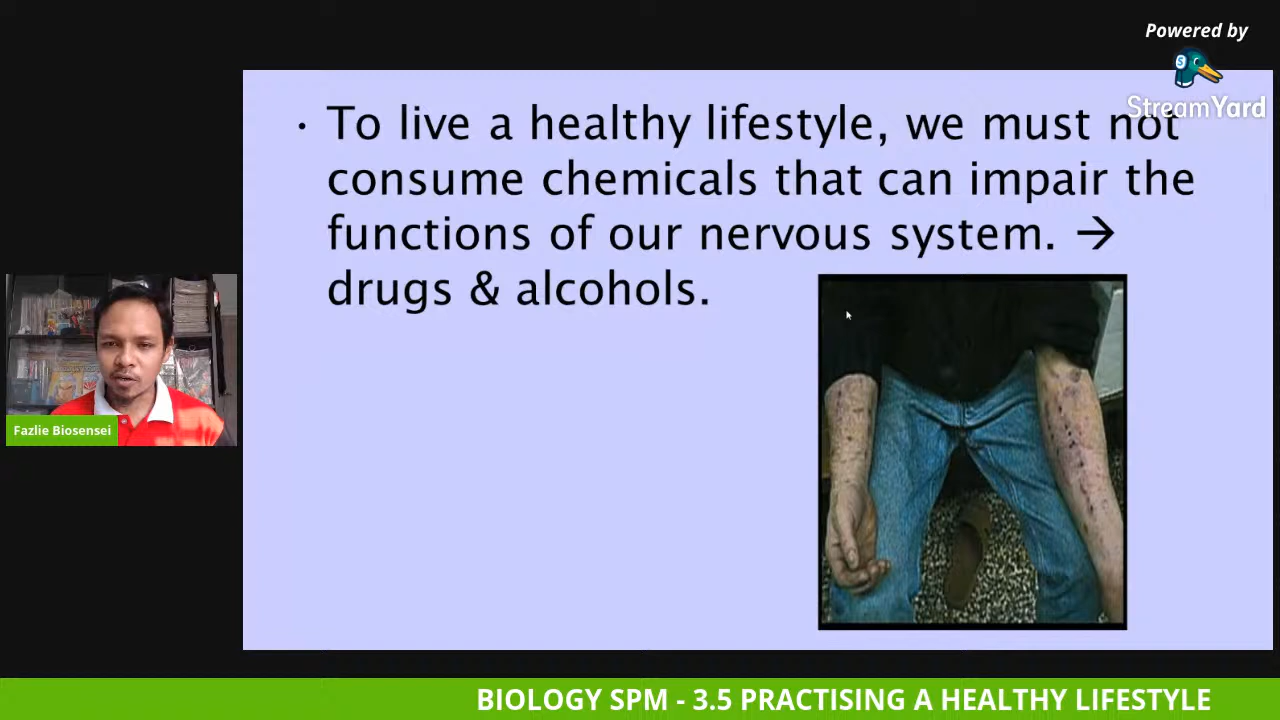 Powered by
StreamYard
• To live a healthy lifestyle, we must not
consume chemicals that can impair the
functions of our nervous system. →
drugs & alcohols.
Fazlie Biosensei
BIOLOGY SPM - 3.5 PRACTISING A HEALTHY LIFESTYLE